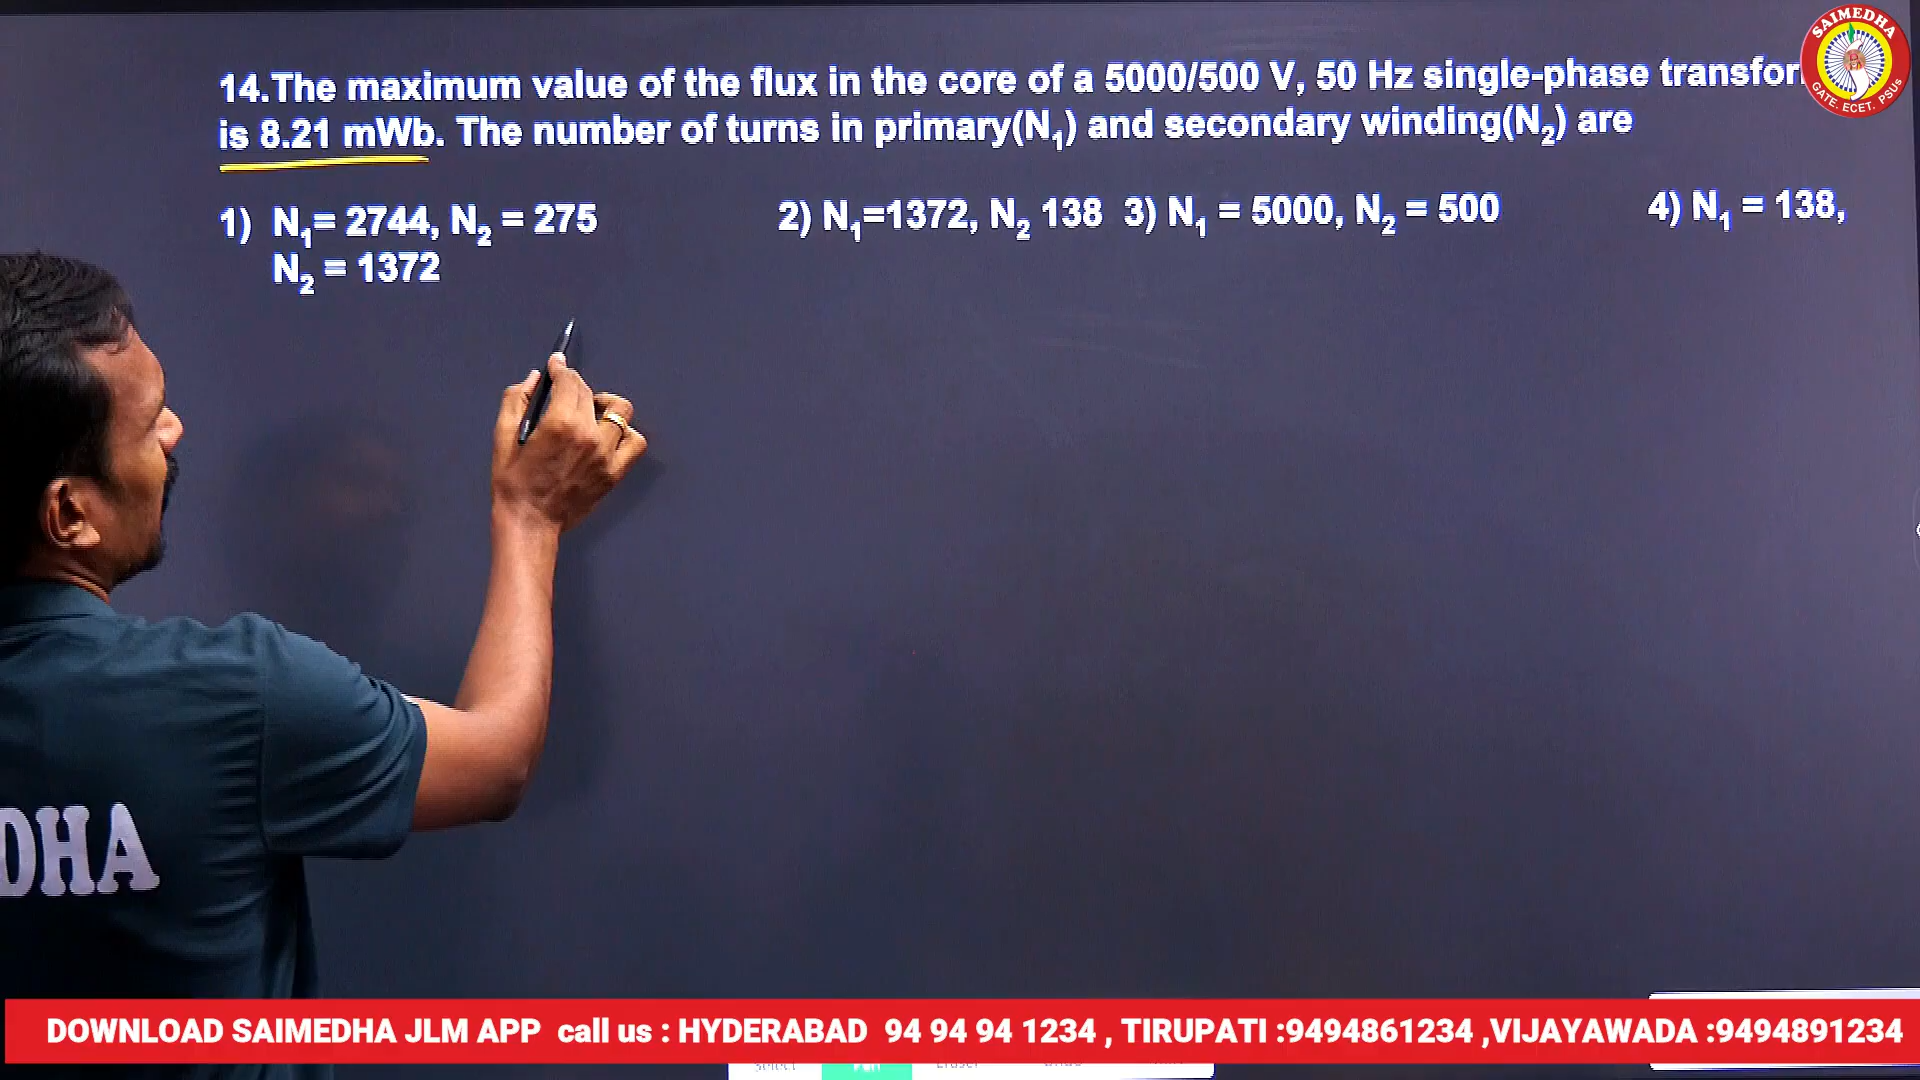 14.The maximum value of the flux in the core of a 5000/500 V, 50 Hz single-phase transfor
is 8.21 mWb. The number of turns in primary(N₁) and secondary winding(N₂) are
1) N₁= 2744, N₂ = 275 2) N₁=1372, N₂ 138 3) N₁ = 5000, N₂ = 500 4) N₁ = 138,
N₂ = 1372
SAIMEDHA
GATE. ECET. PSUs
DHA
DOWNLOAD SAIMEDHA JLM APP call us : HYDERABAD 94 94 94 1234 , TIRUPATI :9494861234 ,VIJAYAWADA :9494891234